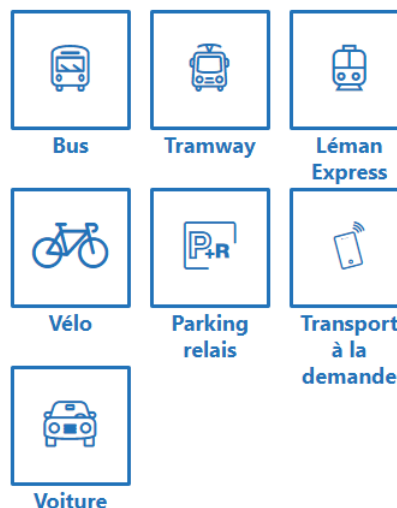 Bus
Tramway
Léman
Express
P+R
Vélo
Parking
relais
Transport
à la
demande
Voiture